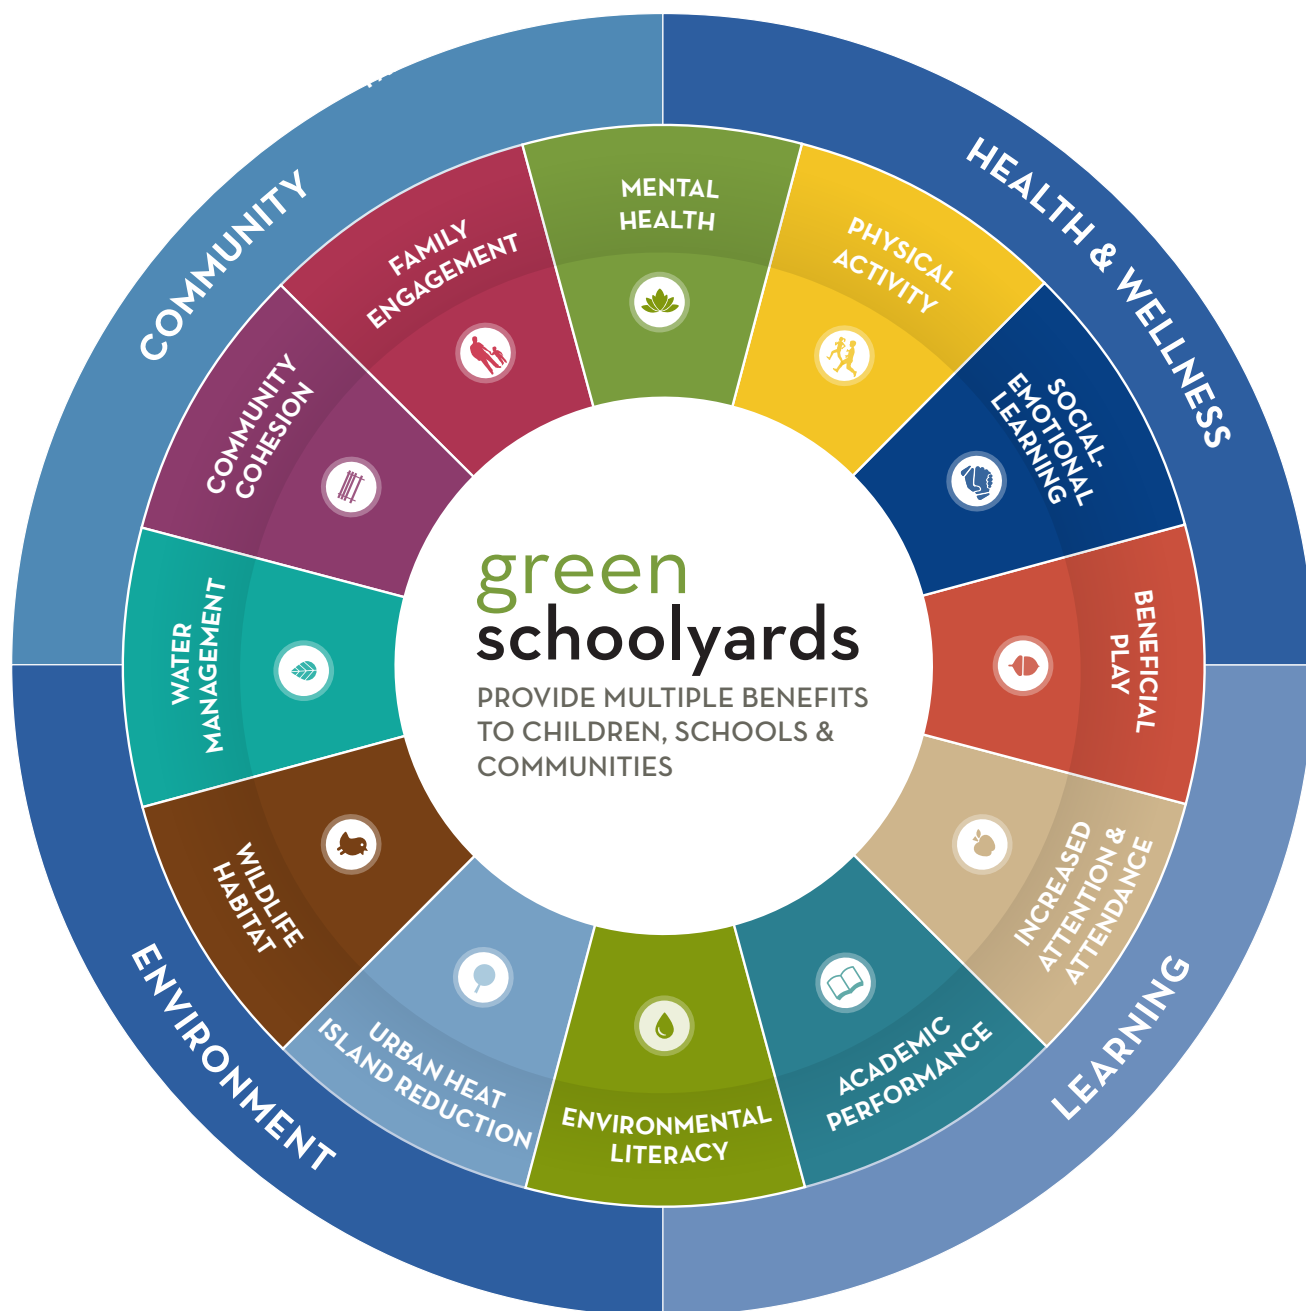 green
schoolyards
PROVIDE MULTIPLE BENEFITS
TO CHILDREN, SCHOOLS &
COMMUNITIES
COMMUNITY
HEALTH & WELLNESS
LEARNING
ENVIRONMENT
MENTAL
HEALTH
PHYSICAL
ACTIVITY
SOCIAL-
EMOTIONAL
LEARNING
BENEFICIAL
PLAY
INCREASED
ATTENTION &
ATTENDANCE
ACADEMIC
PERFORMANCE
ENVIRONMENTAL
LITERACY
URBAN HEAT
ISLAND REDUCTION
WILDLIFE
HABITAT
WATER
MANAGEMENT
COMMUNITY
COHESION
FAMILY
ENGAGEMENT